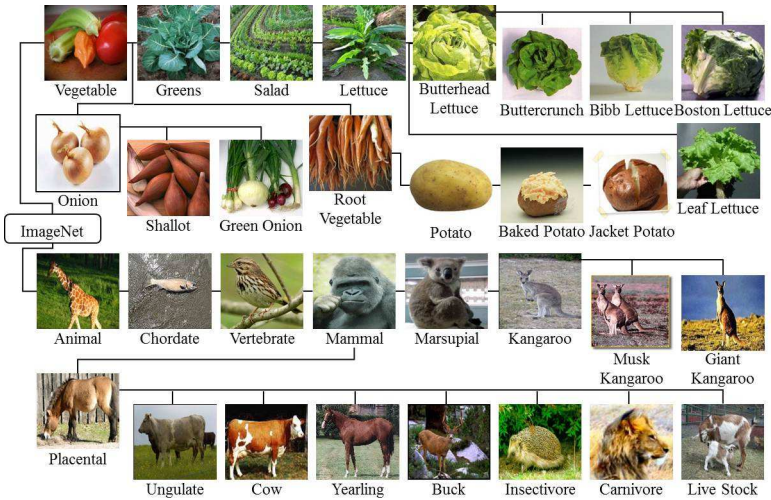 Vegetable
Greens
Salad
Lettuce
Butterhead
Lettuce
Buttercrunch
Bibb Lettuce
Boston Lettuce
Onion
Shallot
Green Onion
Root
Vegetable
Potato
Baked Potato
Jacket Potato
Leaf Lettuce
ImageNet
Animal
Chordate
Vertebrate
Mammal
Marsupial
Kangaroo
Musk
Kangaroo
Giant
Kangaroo
Placental
Ungulate
Cow
Yearling
Buck
Insectivore
Carnivore
Live Stock